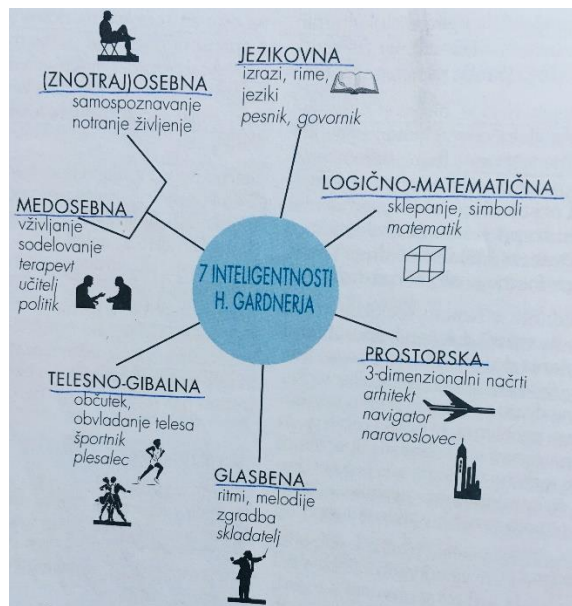 (ZNOTRAJ)OSEBNA
samospoznavanje
notranje življenje
JEZIKOVNA
izrazi, rime,
jeziki
pesnik, govornik
LOGIČNO-MATEMATIČNA
sklepanje, simboli
matematik
MEDOSEBNA
vživljanje
sodelovanje
terapevt
učitelj
politik
7 INTELIGENTNOSTI
H. GARDNERJA
PROSTORSKA
3-dimenzionalni načrti
arhitekt
navigator
naravoslovec
TELESNO-GIBALNA
občutek,
obvladanje telesa
športnik
plesalec
GLASBENA
ritmi, melodije
zgradba
skladatelj